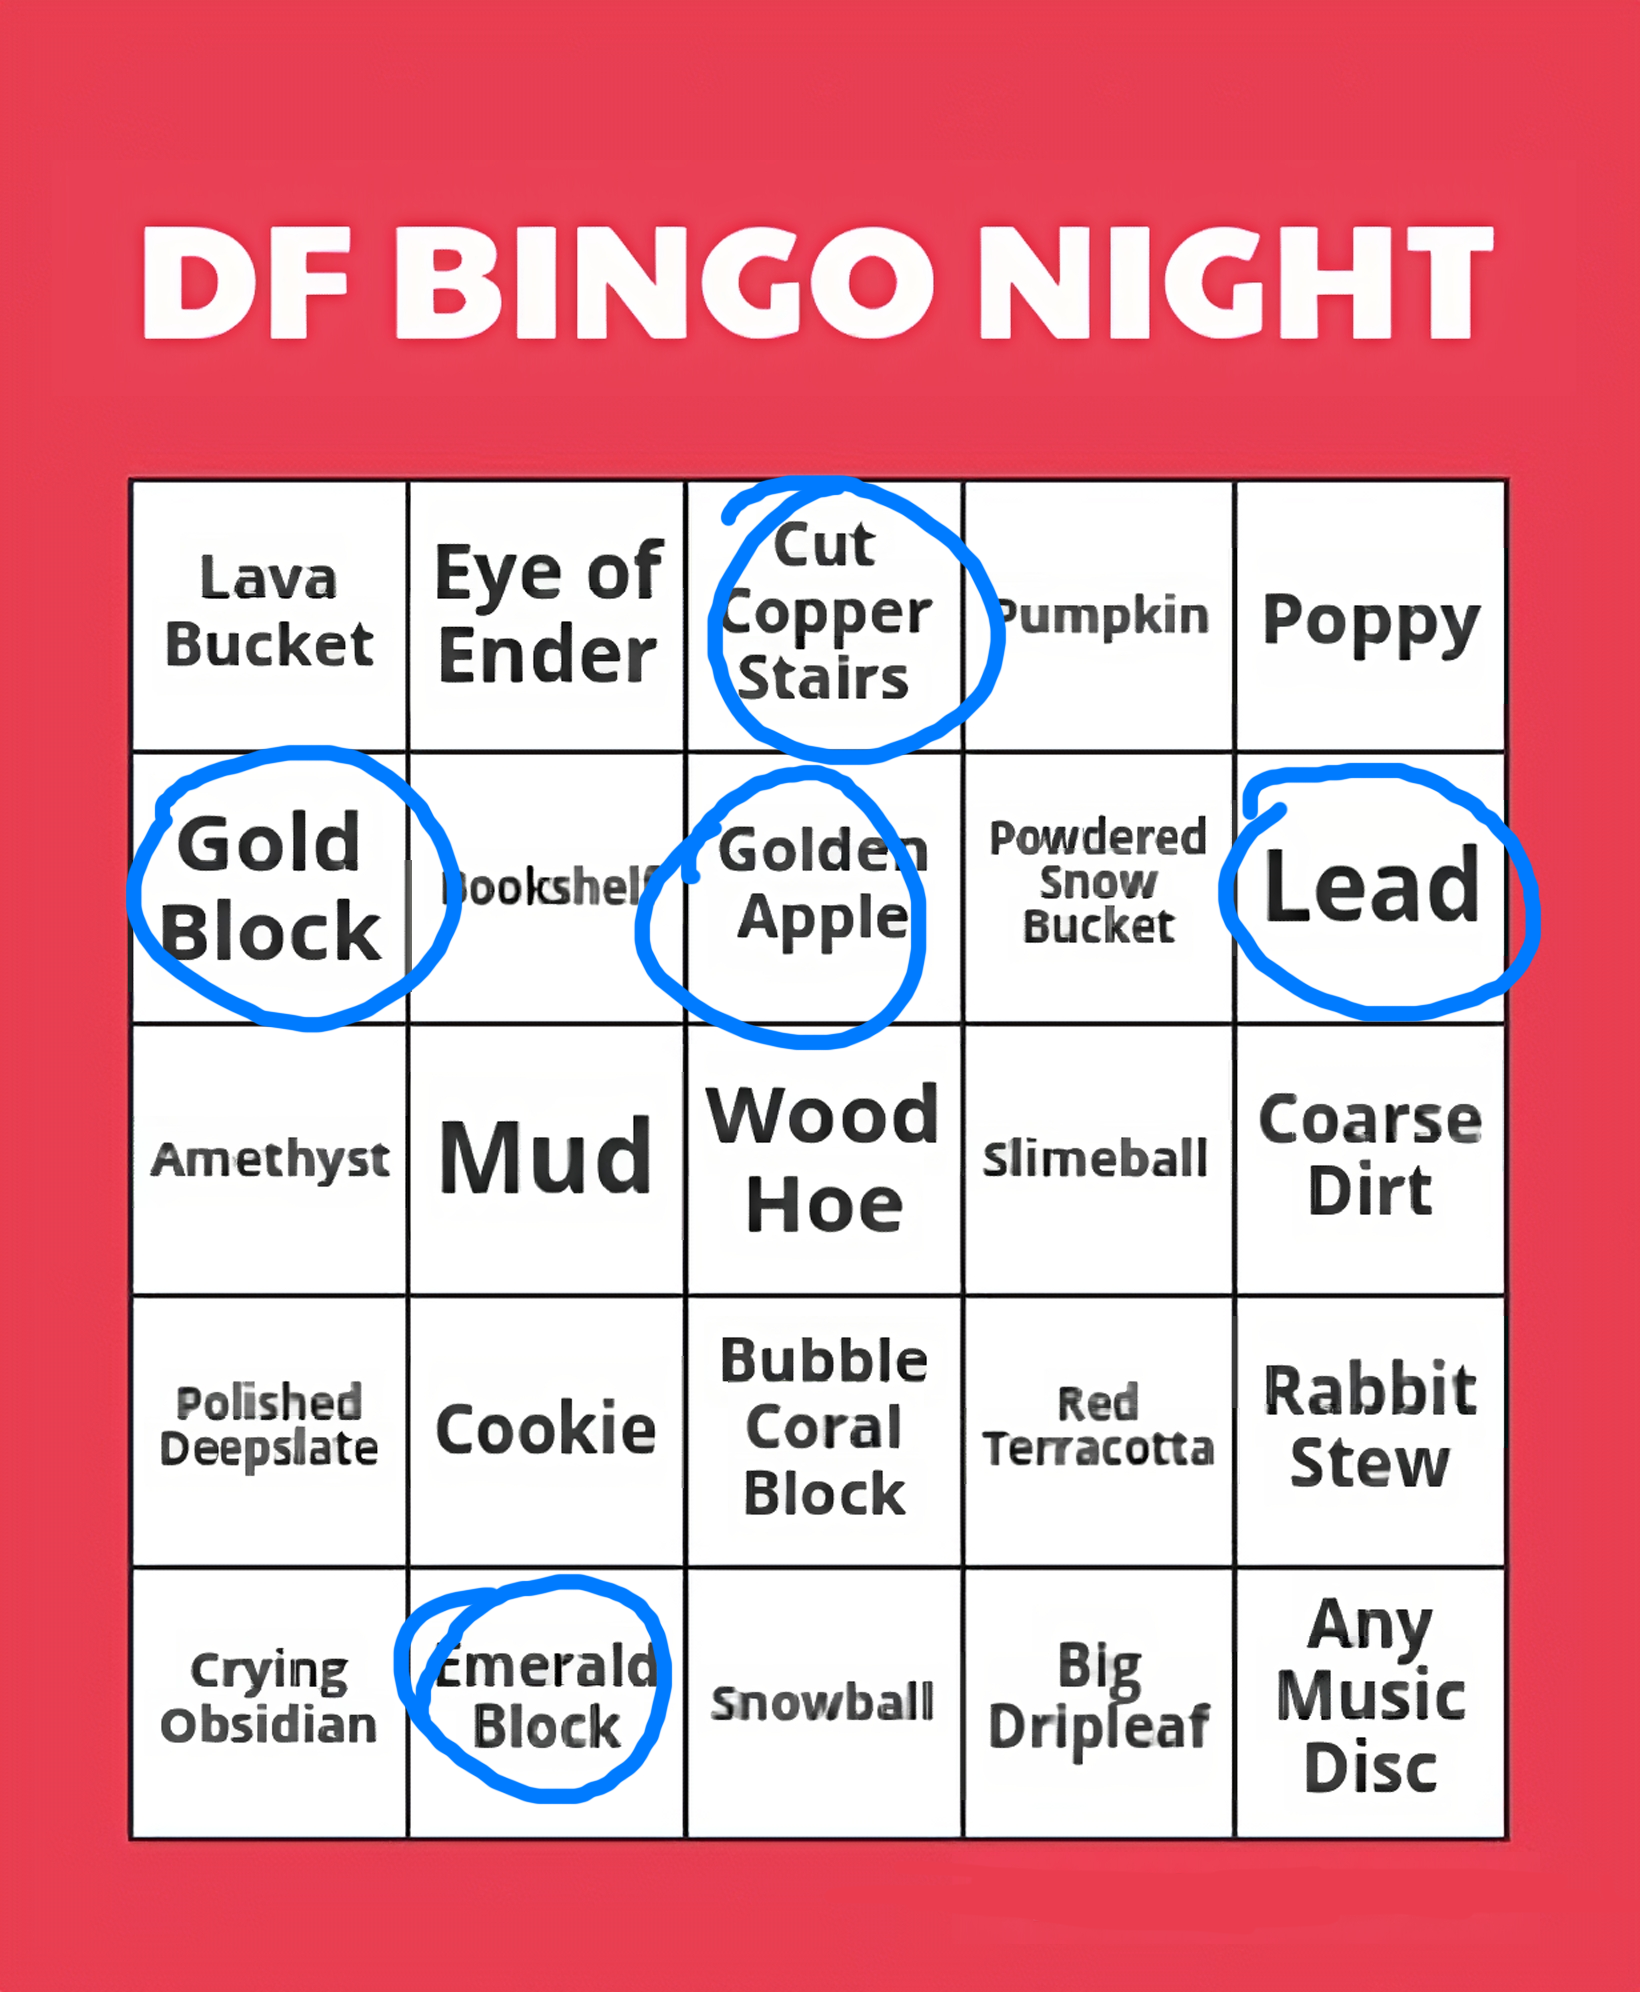 DF BINGO NIGHT
Lava
Bucket
Eye of
Ender
Cut
Copper
Stairs
Pumpkin
Poppy
Gold
Block
Bookshelf
Golden
Apple
Powdered
Snow
Bucket
Lead
Amethyst
Mud
Wood
Hoe
Slimeball
Coarse
Dirt
Polished
Deepslate
Cookie
Bubble
Coral
Block
Red
Terracotta
Rabbit
Stew
Crying
Obsidian
Emerald
Block
Snowball
Big
Dripleaf
Any
Music
Disc